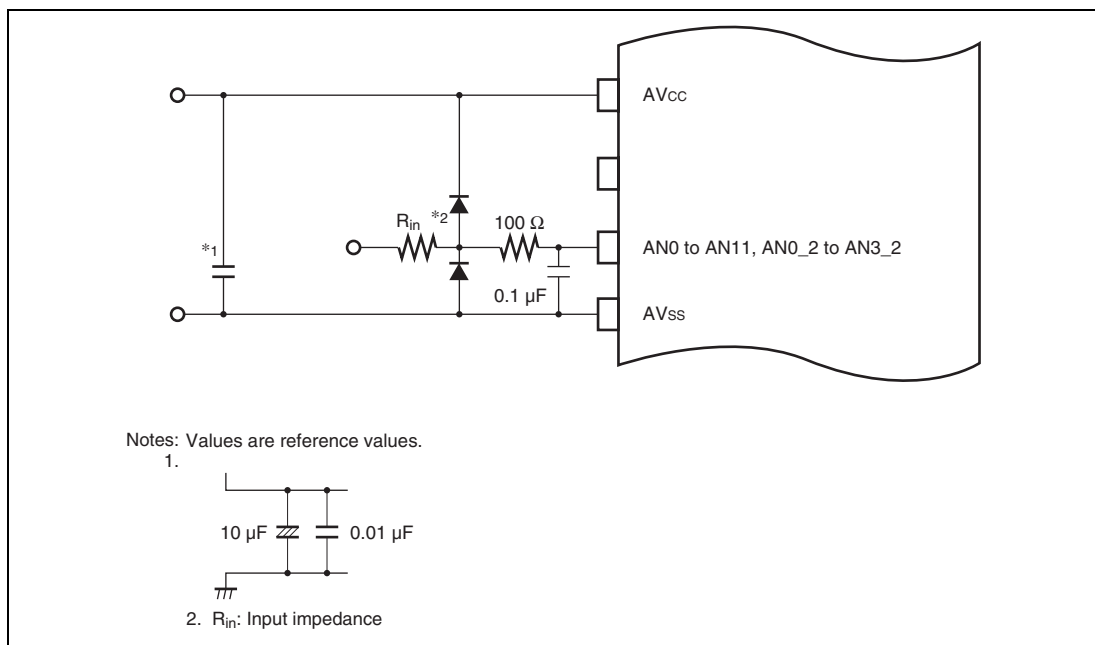 AVcc
Rin
*2
100 Ω
*1
AN0 to AN11, AN0_2 to AN3_2
0.1 µF
AVss
Notes: Values are reference values.
1.
10 µF
0.01 µF
2. Rin: Input impedance